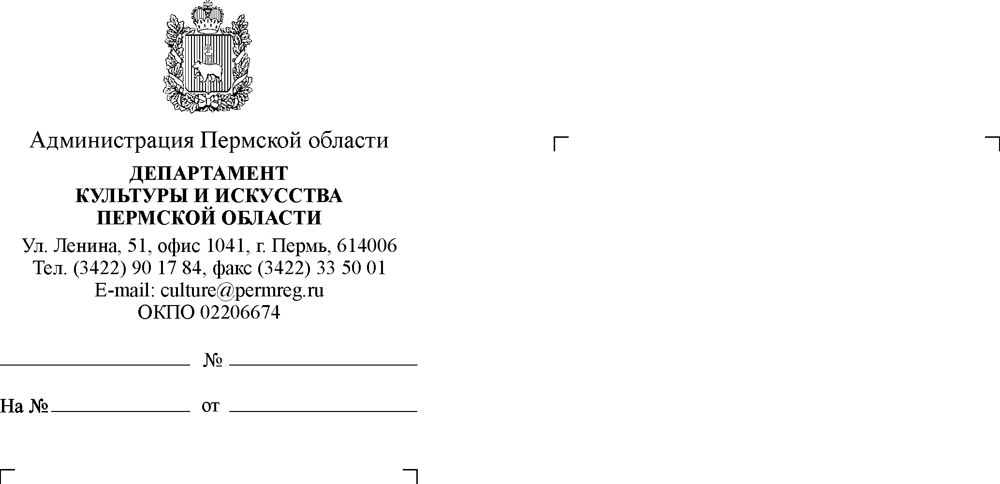 Администрация Пермской области
ДЕПАРТАМЕНТ
КУЛЬТУРЫ И ИСКУССТВА
ПЕРМСКОЙ ОБЛАСТИ
Ул. Ленина, 51, офис 1041, г. Пермь, 614006
Тел. (3422) 90 17 84, факс (3422) 33 50 01
E-mail: culture@permreg.ru
ОКПО 02206674
№
На № от